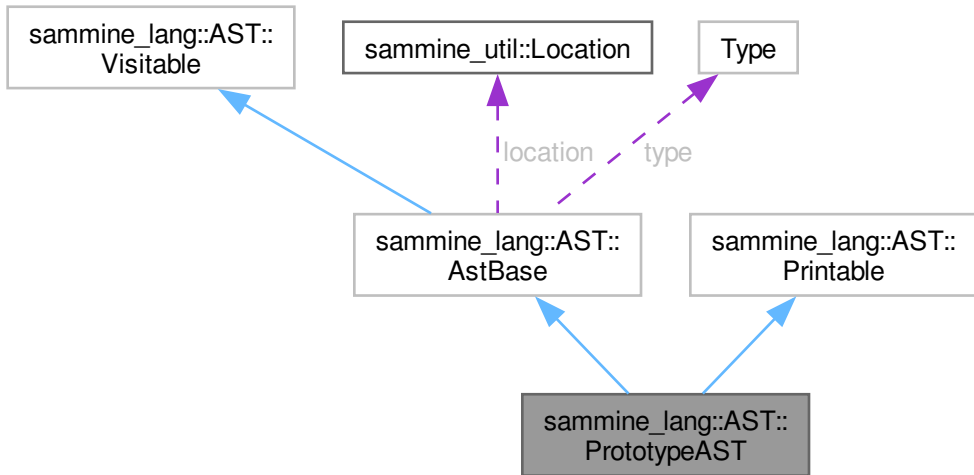 sammine_lang::AST::
Visitable
sammine_util::Location
Type
location
type
sammine_lang::AST::
AstBase
sammine_lang::AST::
Printable
sammine_lang::AST::
PrototypeAST